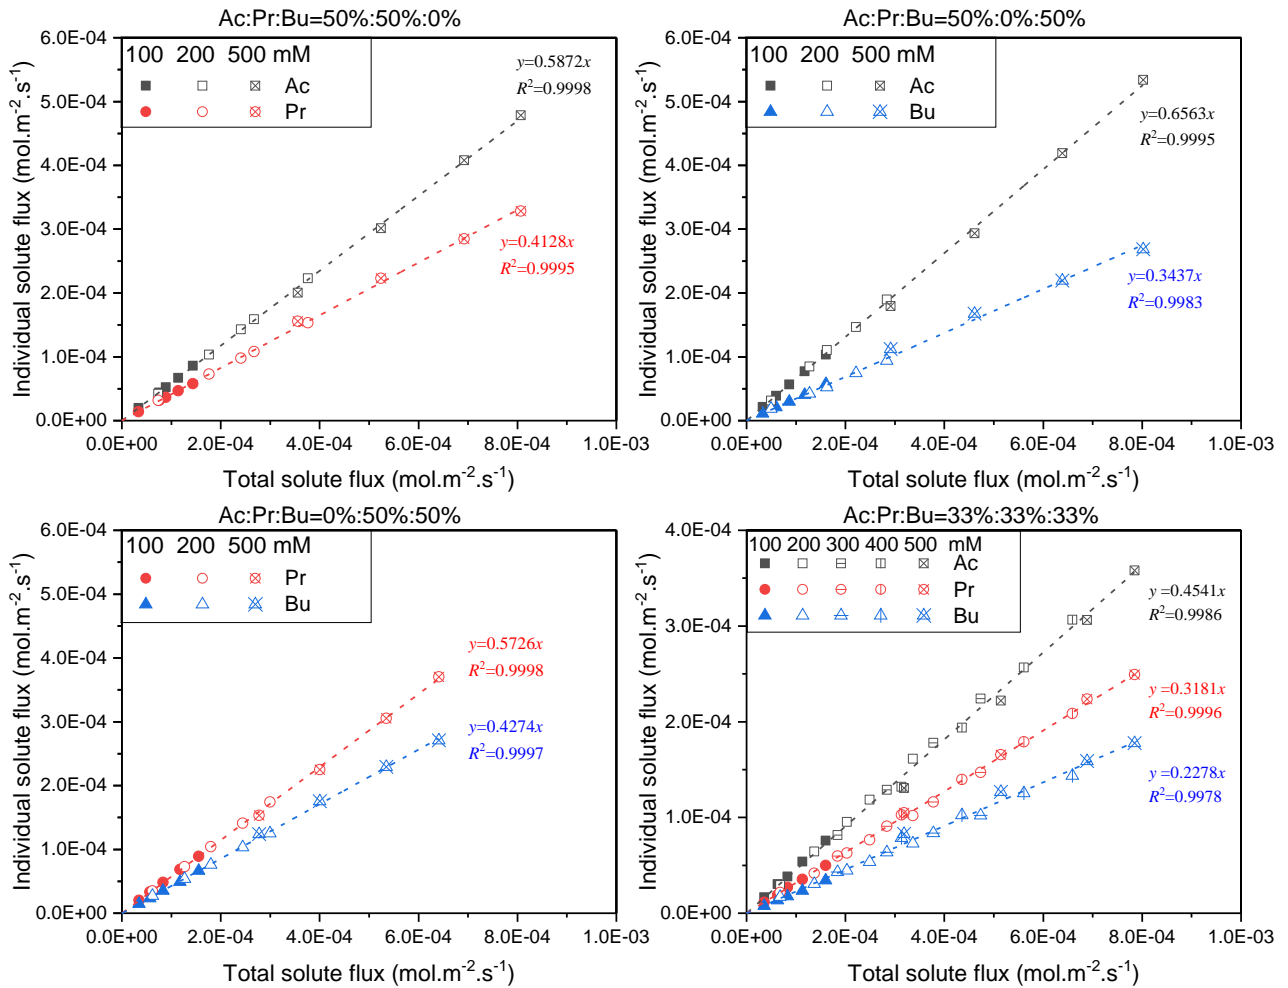 Ac:Pr:Bu=50%:50%:0%
6.0E-04
5.0E-04
4.0E-04
3.0E-04
2.0E-04
1.0E-04
0.0E+00
Individual solute flux (mol.m-2.s-1)
100 200 500 mM
Ac
Pr
y=0.5872x
R2=0.9998
y=0.4128x
R2=0.9995
0.0E-04 2.0E-04 4.0E-04 6.0E-04 8.0E-04 1.0E-03
Total solute flux (mol.m-2.s-1)
Ac:Pr:Bu=50%:0%:50%
6.0E-04
5.0E-04
4.0E-04
3.0E-04
2.0E-04
1.0E-04
0.0E+00
Individual solute flux (mol.m-2.s-1)
100 200 500 mM
Ac
Bu
y=0.6563x
R2=0.9995
y=0.3437x
R2=0.9983
0.0E-04 2.0E-04 4.0E-04 6.0E-04 8.0E-04 1.0E-03
Total solute flux (mol.m-2.s-1)
Ac:Pr:Bu=0%:50%:50%
6.0E-04
5.0E-04
4.0E-04
3.0E-04
2.0E-04
1.0E-04
0.0E+00
Individual solute flux (mol.m-2.s-1)
100 200 500 mM
Pr
Bu
y=0.5726x
R2=0.9998
y=0.4274x
R2=0.9997
0.0E-04 2.0E-04 4.0E-04 6.0E-04 8.0E-04 1.0E-03
Total solute flux (mol.m-2.s-1)
Ac:Pr:Bu=33%:33%:33%
4.0E-04
3.0E-04
2.0E-04
1.0E-04
0.0E+00
Individual solute flux (mol.m-2.s-1)
100 200 300 400 500 mM
Ac
Pr
Bu
y=0.4541x
R2=0.9986
y=0.3181x
R2=0.9996
y=0.2278x
R2=0.9978
0.0E-04 2.0E-04 4.0E-04 6.0E-04 8.0E-04 1.0E-03
Total solute flux (mol.m-2.s-1)